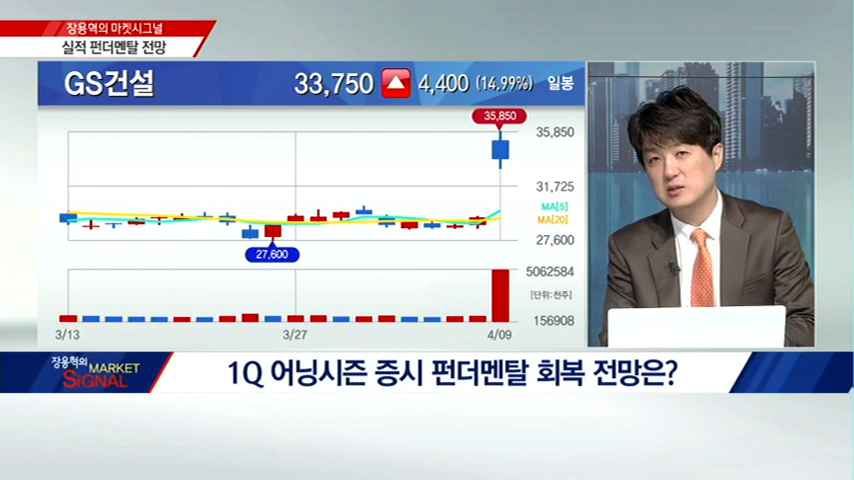 장용혁의 마켓시그널
실적 펀더멘탈 전망
GS건설 33,750 4,400 (14.99%) 일봉
35,850
35,850
31,725
MA[5]
MA[20]
27,600
27,600
5062584
[단위:천주]
156908
3/13 3/27 4/09
장용혁의
MARKET
SIGNAL
1Q 어닝시즌 증시 펀더멘탈 회복 전망은?